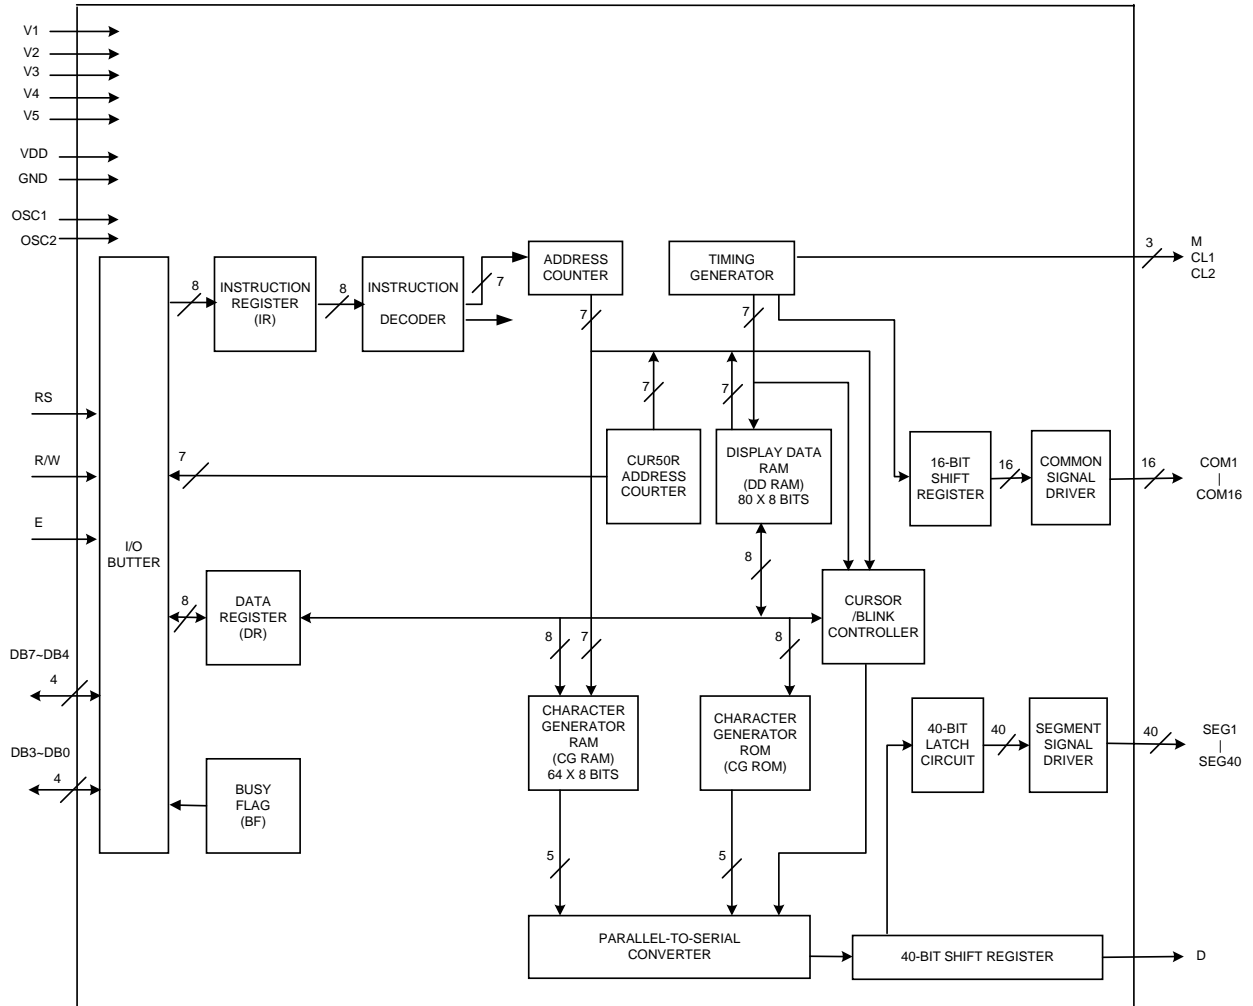 V1
V2
V3
V4
V5
VDD
GND
OSC1
OSC2
8
INSTRUCTION
REGISTER
(IR)
8
INSTRUCTION
DECODER
7
ADDRESS
COUNTER
7
TIMING
GENERATOR
7
3
M
CL1
CL2
RS
R/W
E
7
7
7
CUR50R
ADDRESS
COURTER
DISPLAY DATA
RAM
(DD RAM)
80 X 8 BITS
16-BIT
SHIFT
REGISTER
16
COMMON
SIGNAL
DRIVER
16
COM1
|
COM16
I/O
BUTTER
8
DATA
REGISTER
(DR)
8
CURSOR
/BLINK
CONTROLLER
8
7
8
DB7~DB4
4
DB3~DB0
4
BUSY
FLAG
(BF)
CHARACTER
GENERATOR
RAM
(CG RAM)
64 X 8 BITS
CHARACTER
GENERATOR
ROM
(CG ROM)
40-BIT
LATCH
CIRCUIT
40
SEGMENT
SIGNAL
DRIVER
40
SEG1
|
SEG40
5
5
PARALLEL-TO-SERIAL
CONVERTER
40-BIT SHIFT REGISTER
D